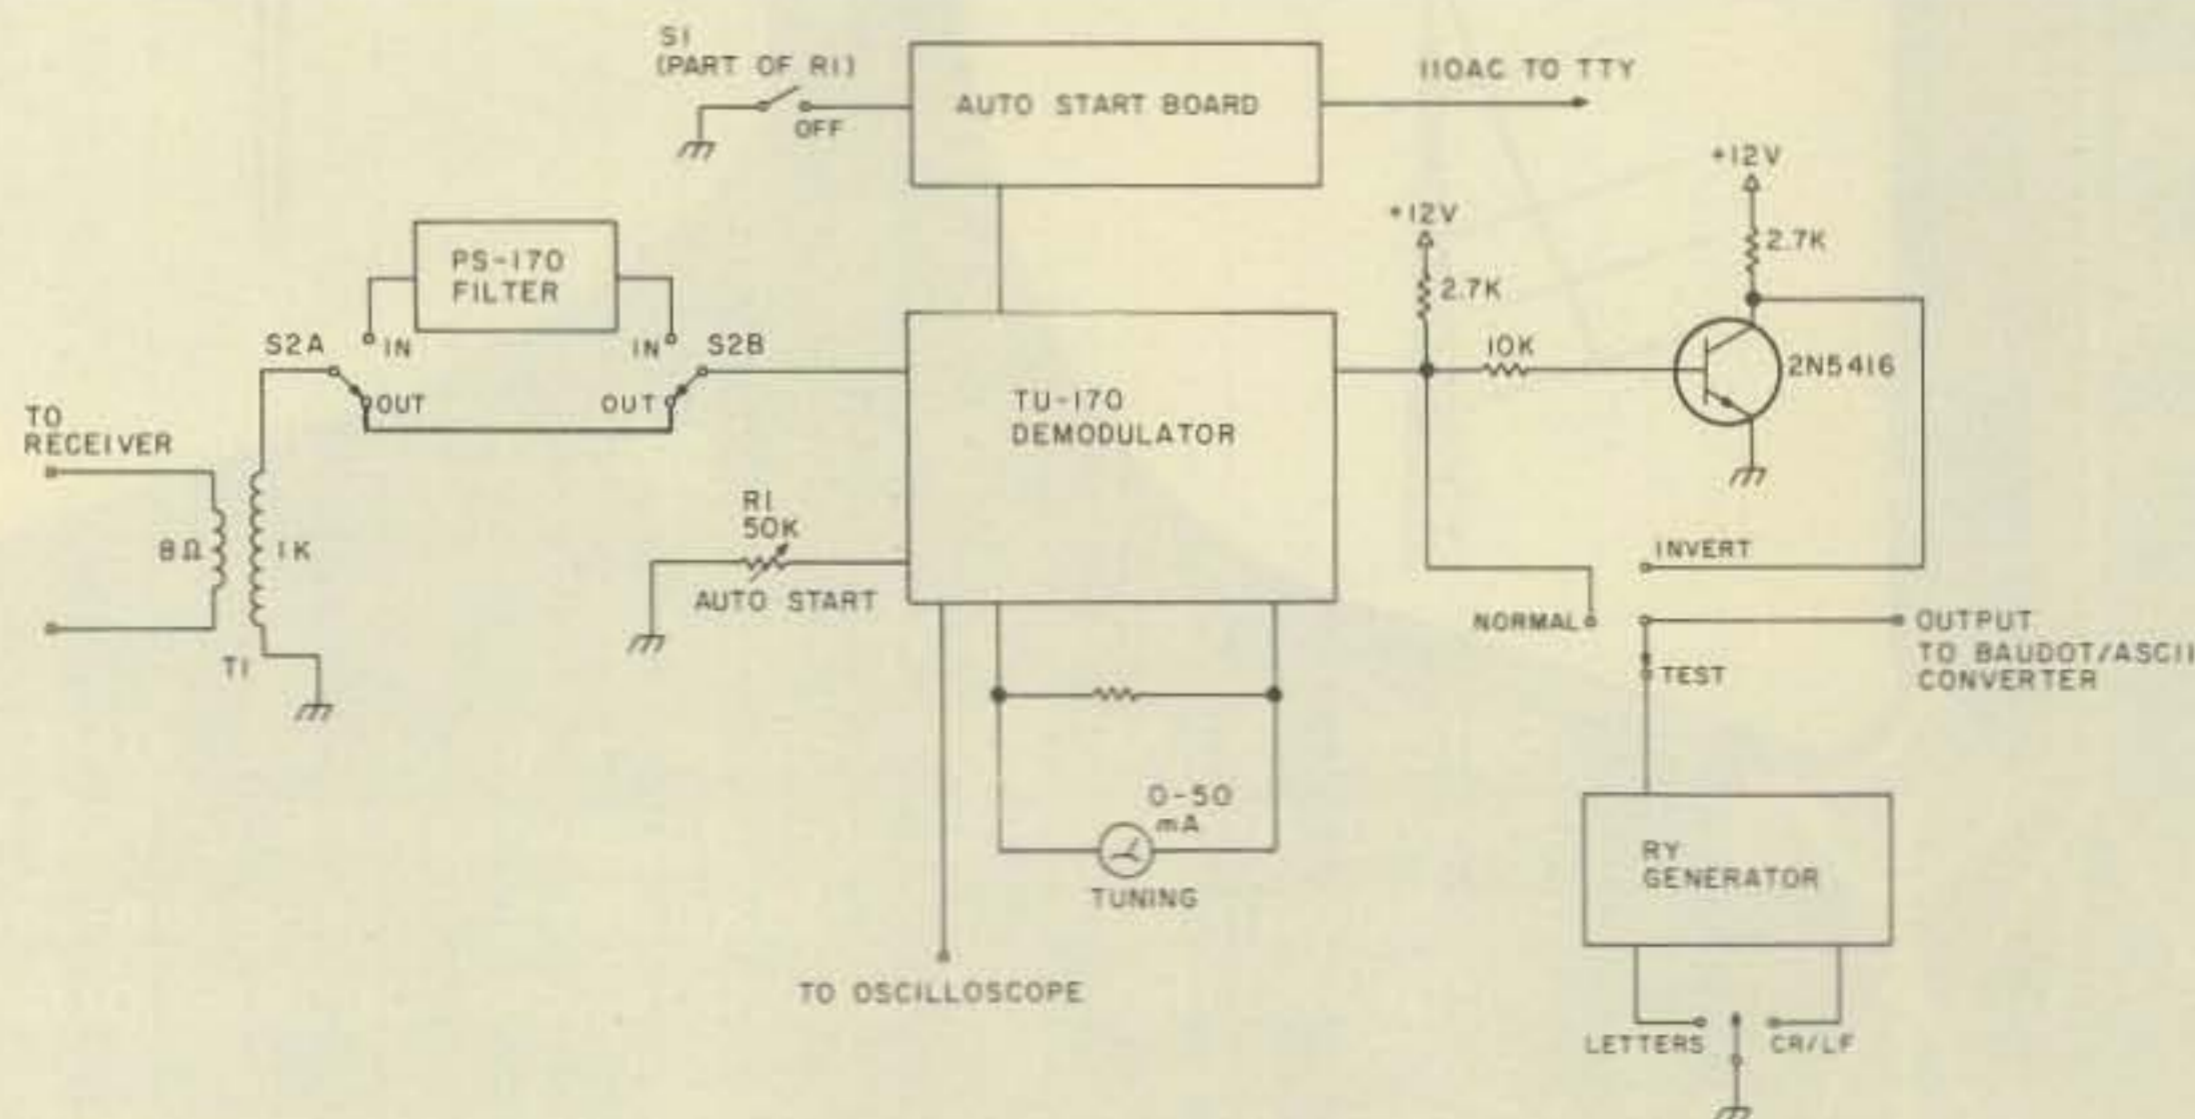 S1
(PART OF R1)
OFF
AUTO START BOARD
110AC TO TTY
+12V
2.7K
+12V
2.7K
PS-170
FILTER
S2A
IN
IN
S2B
OUT
OUT
TO
RECEIVER
8Ω
1K
T1
R1
50K
AUTO START
TU-170
DEMODULATOR
10K
2N5416
INVERT
NORMAL
OUTPUT
TO BAUDOT/ASCII
CONVERTER
TEST
0-50
mA
TUNING
TO OSCILLOSCOPE
RY
GENERATOR
LETTERS
CR/LF